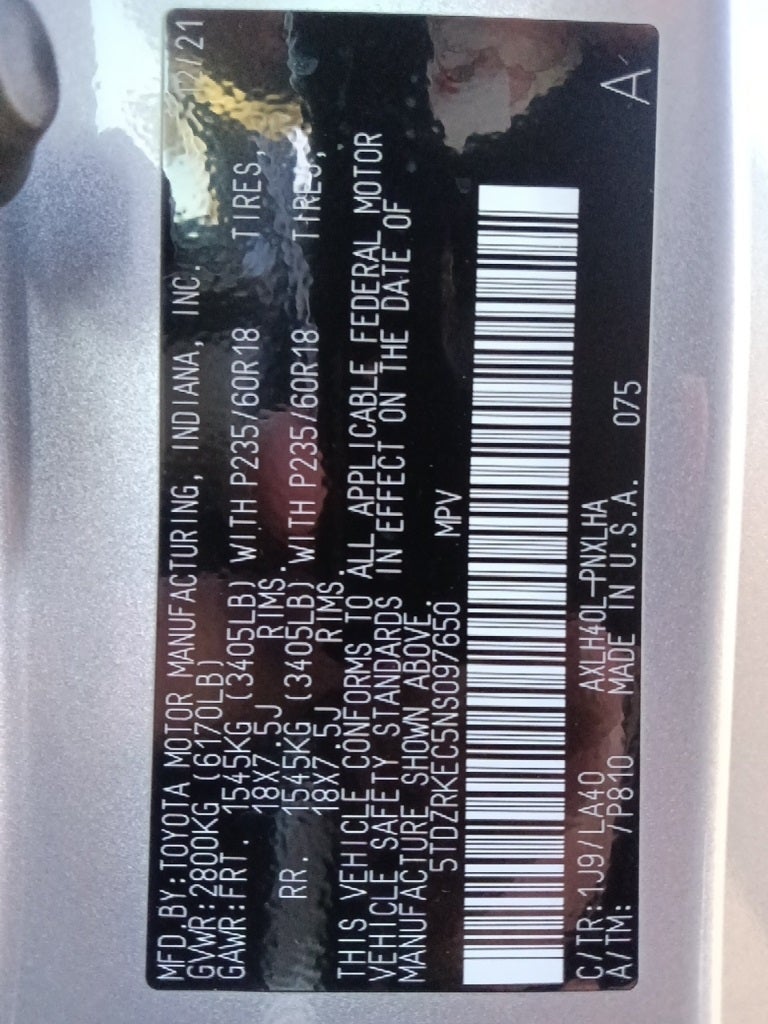 MFD.BY:TOYOTA MOTOR MANUFACTURING, INDIANA, INC. 12/21
GVWR:2800KG (6170LB)
GAWR:FRT. 1545KG (3405LB) WITH P235/60R18 TIRES,
18X7.5J RIMS.
RR. 1545KG (3405LB) WITH P235/60R18 TIRES,
18X7.5J RIMS.
THIS VEHICLE CONFORMS TO ALL APPLICABLE FEDERAL MOTOR
VEHICLE SAFETY STANDARDS IN EFFECT ON THE DATE OF
MANUFACTURE SHOWN ABOVE.
5TDZRKEC5NS097650 MPV
C/TR:1J9/LA40 AXLH40L-PNXLHA A
A/TM: /P810 MADE IN U.S.A. 075